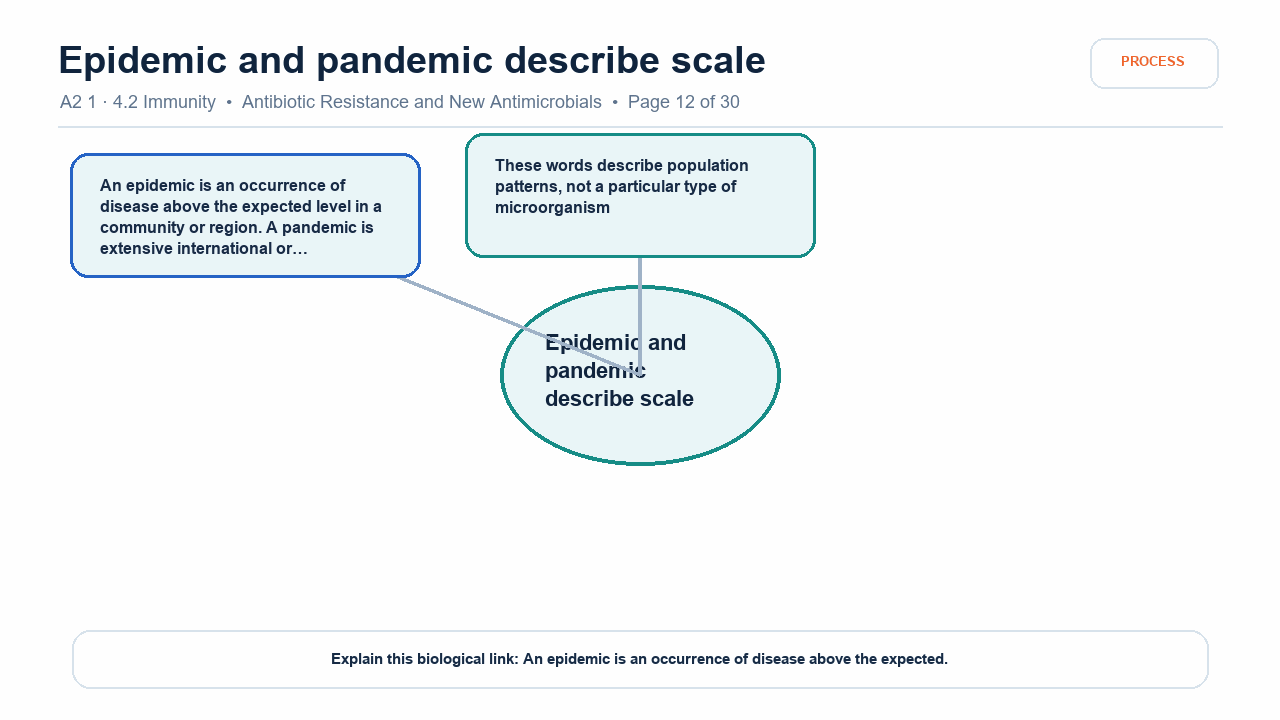 Epidemic and pandemic describe scale
PROCESS
A2 1 · 4.2 Immunity • Antibiotic Resistance and New Antimicrobials • Page 12 of 30
An epidemic is an occurrence of
disease above the expected level in a
community or region. A pandemic is
extensive international or…
These words describe population
patterns, not a particular type of
microorganism
Epidemic and
pandemic
describe scale
Explain this biological link: An epidemic is an occurrence of disease above the expected.